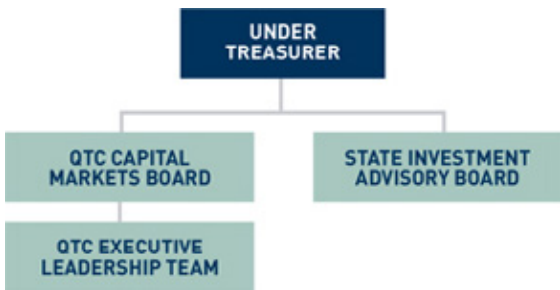 UNDER
TREASURER
QTC CAPITAL
MARKETS BOARD
STATE INVESTMENT
ADVISORY BOARD
QTC EXECUTIVE
LEADERSHIP TEAM